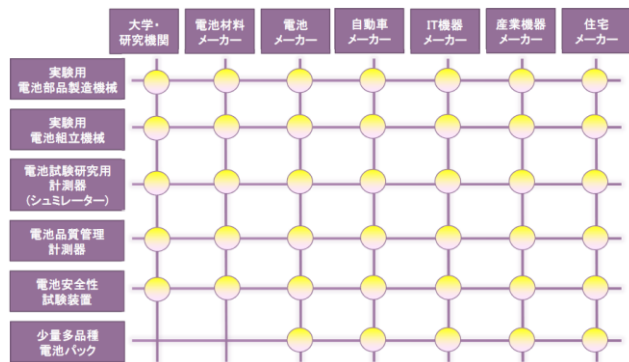 大学・
研究機関
電池材料
メーカー
電池
メーカー
自動車
メーカー
IT機器
メーカー
産業機器
メーカー
住宅
メーカー
実験用
電池部品製造機械
実験用
電池組立機械
電池試験研究用
計測器
(シュミレーター)
電池品質管理
計測器
電池安全性
試験装置
少量多品種
電池パック